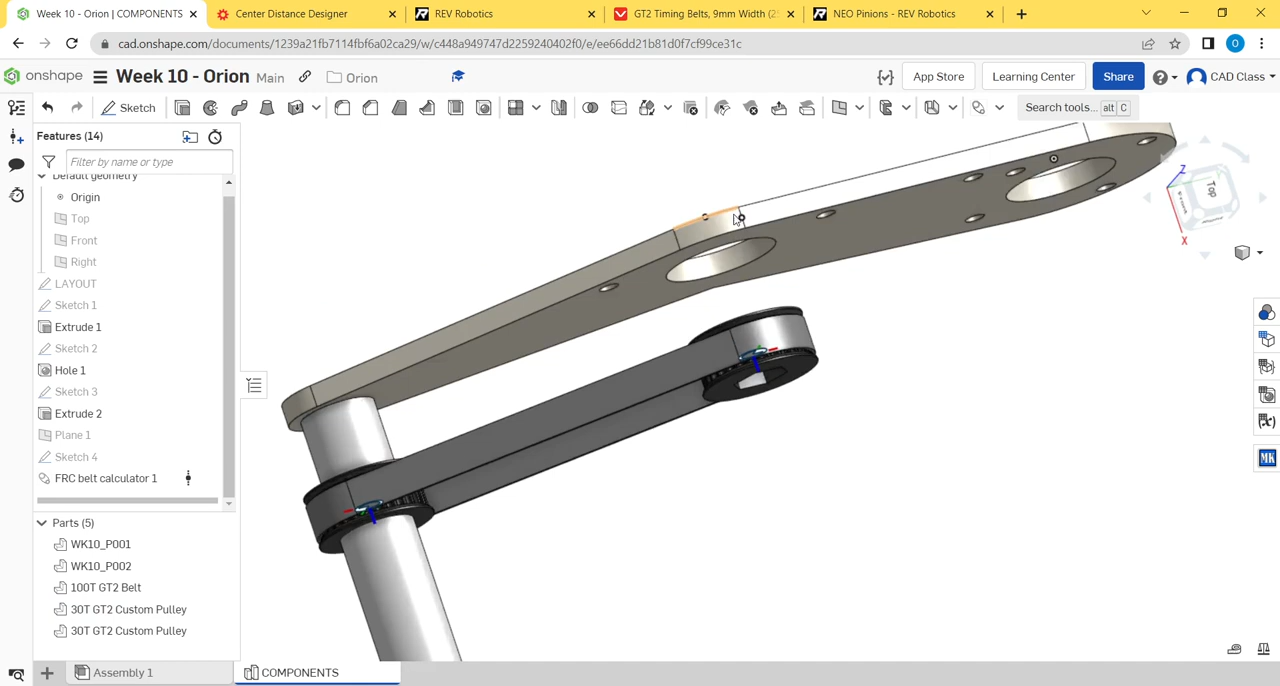 Week 10 - Orion | COMPONENTS
Center Distance Designer
REV Robotics
GT2 Timing Belts, 9mm Width (2
NEO Pinions - REV Robotics
cad.onshape.com/documents/1239a21fb7114fbf6a02ca29/w/c448a949747d3259240402f0/e/ee66dd21b81d0f7cf99ce31c
O
onshape
Week 10 - Orion
Main
Orion
App Store
Learning Center
Share
CAD Class
Sketch
Search tools...
alt
C
Features (14)
Filter by name or type
Default geometry
Origin
Top
Front
Right
LAYOUT
Sketch 1
Extrude 1
Sketch 2
Hole 1
Sketch 3
Extrude 2
Plane 1
Sketch 4
FRC belt calculator 1
Parts (5)
WK10_P001
WK10_P002
100T GT2 Belt
30T GT2 Custom Pulley
30T GT2 Custom Pulley
Z
Top
X
MK
Assembly 1
COMPONENTS